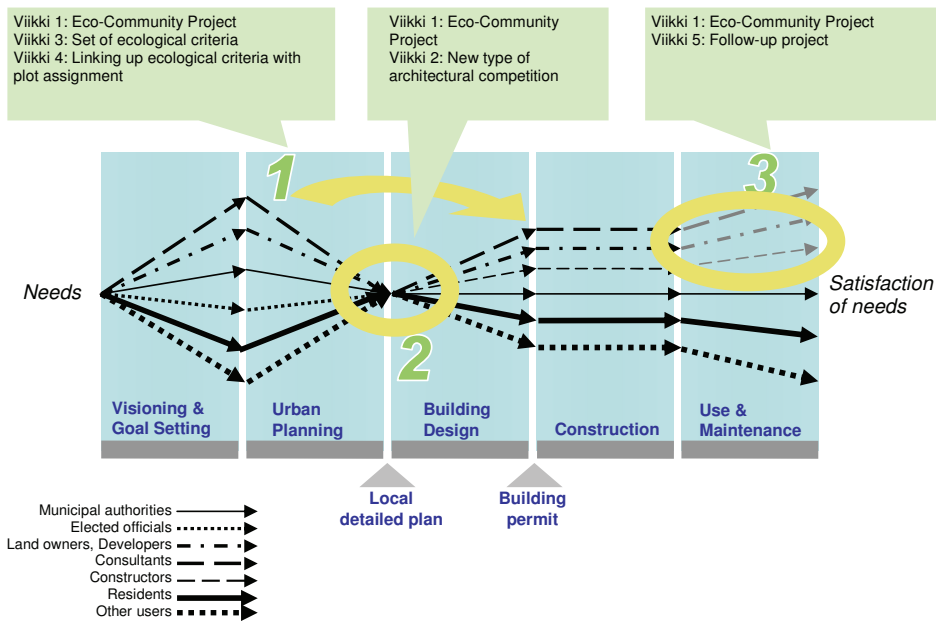 Viikki 1: Eco-Community Project
Viikki 3: Set of ecological criteria
Viikki 4: Linking up ecological criteria with
plot assignment
Viikki 1: Eco-Community
Project
Viikki 2: New type of
architectural competition
Viikki 1: Eco-Community Project
Viikki 5: Follow-up project
1
3
Needs
Satisfaction
of needs
2
Visioning &
Goal Setting
Urban
Planning
Building
Design
Construction
Use &
Maintenance
Local
detailed plan
Building
permit
Municipal authorities
Elected officials
Land owners, Developers
Consultants
Constructors
Residents
Other users